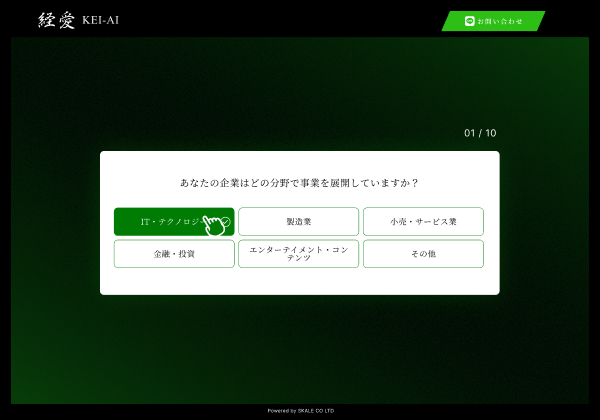 経愛 KEI-AI
お問い合わせ
01 / 10
あなたの企業はどの分野で事業を展開していますか？
IT・テクノロジー
製造業
小売・サービス業
金融・投資
エンターテイメント・コン
テンツ
その他
Powered by SKALE CO LTD